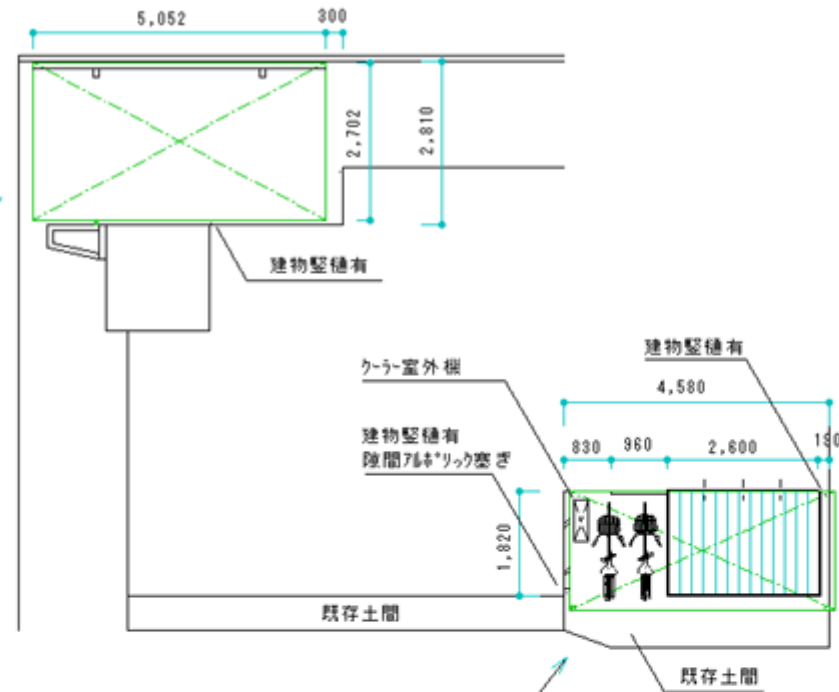 5,052
300
2,702
2,810
建物竪樋有
クーラー室外機
建物竪樋有
4,580
建物竪樋有
隙間アルポリック塞ぎ
830
960
2,600
190
1,820
既存土間
既存土間